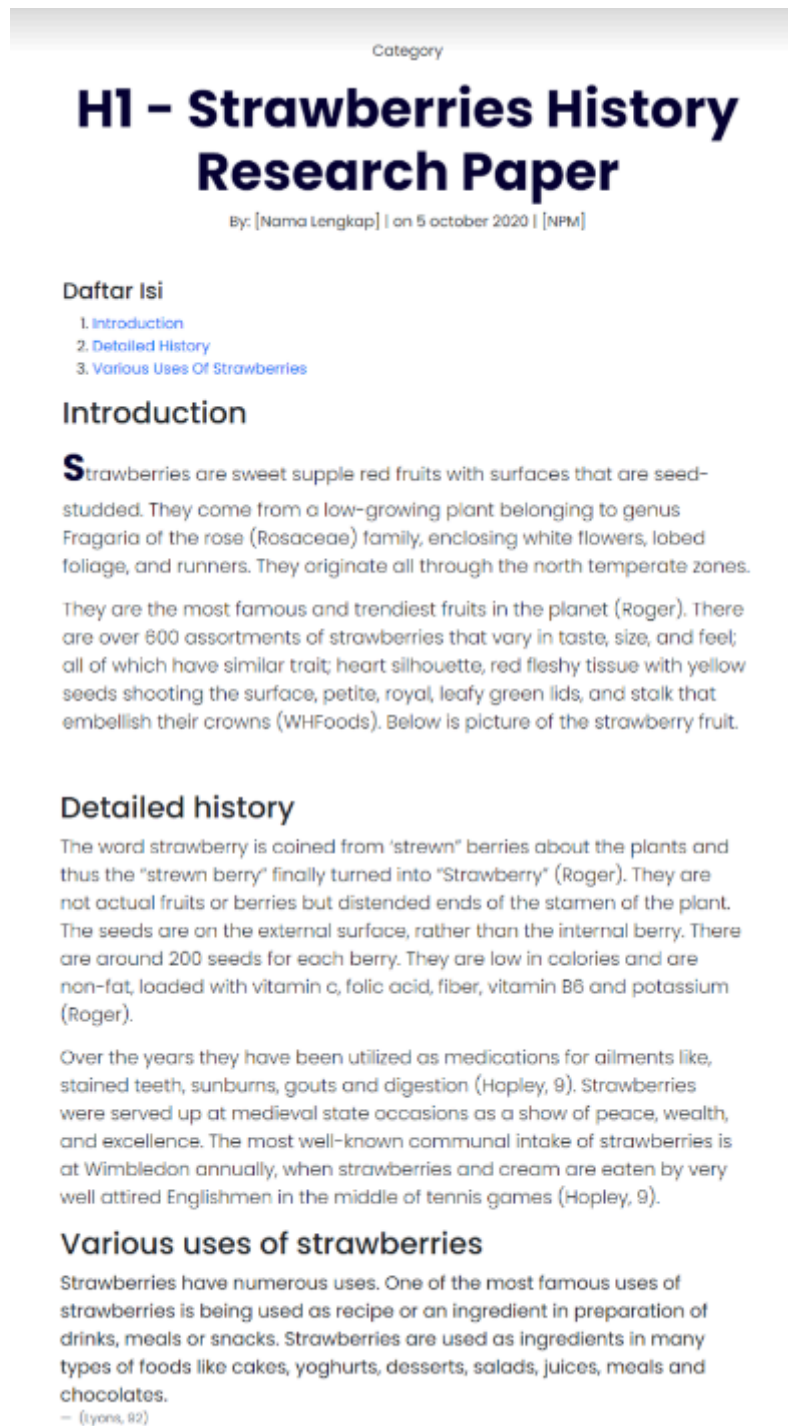 Category
H1 - Strawberries History
Research Paper
By: [Nama Lengkap] | on 5 october 2020 | [NPM]
Daftar Isi
1. Introduction
2. Detailed History
3. Various Uses Of Strawberries
Introduction
Strawberries are sweet supple red fruits with surfaces that are seed-
studded. They come from a low-growing plant belonging to genus
Fragaria of the rose (Rosaceae) family, enclosing white flowers, lobed
foliage, and runners. They originate all through the north temperate zones.
They are the most famous and trendiest fruits in the planet (Roger). There
are over 600 assortments of strawberries that vary in taste, size, and feel;
all of which have similar trait; heart silhouette, red fleshy tissue with yellow
seeds shooting the surface, petite, royal, leafy green lids, and stalk that
embellish their crowns (WHFoods). Below is picture of the strawberry fruit.
Detailed history
The word strawberry is coined from ‘strewn” berries about the plants and
thus the “strewn berry” finally turned into “Strawberry” (Roger). They are
not actual fruits or berries but distended ends of the stamen of the plant.
The seeds are on the external surface, rather than the internal berry. There
are around 200 seeds for each berry. They are low in calories and are
non-fat, loaded with vitamin c, folic acid, fiber, vitamin B6 and potassium
(Roger).
Over the years they have been utilized as medications for ailments like,
stained teeth, sunburns, gouts and digestion (Hopley, 9). Strawberries
were served up at medieval state occasions as a show of peace, wealth,
and excellence. The most well-known communal intake of strawberries is
at Wimbledon annually, when strawberries and cream are eaten by very
well attired Englishmen in the middle of tennis games (Hopley, 9).
Various uses of strawberries
Strawberries have numerous uses. One of the most famous uses of
strawberries is being used as recipe or an ingredient in preparation of
drinks, meals or snacks. Strawberries are used as ingredients in many
types of foods like cakes, yoghurts, desserts, salads, juices, meals and
chocolates.
— (Lyons, 92)